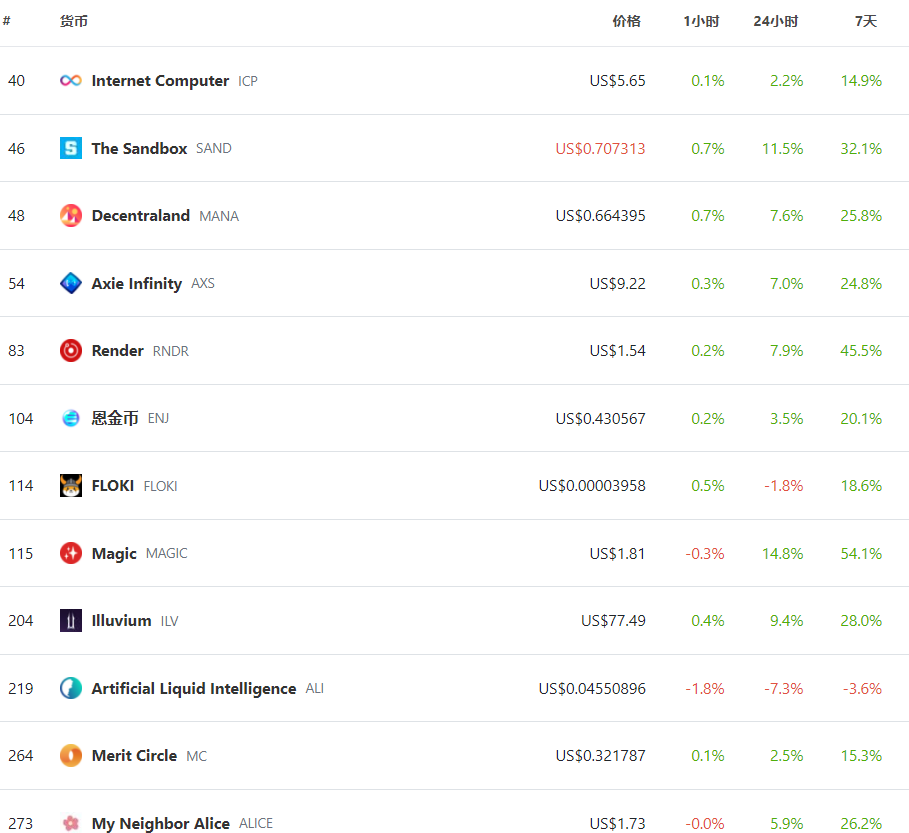 # 货币 价格 1小时 24小时 7天
40 Internet Computer ICP US$5.65 0.1% 2.2% 14.9%
46 The Sandbox SAND US$0.707313 0.7% 11.5% 32.1%
48 Decentraland MANA US$0.664395 0.7% 7.6% 25.8%
54 Axie Infinity AXS US$9.22 0.3% 7.0% 24.8%
83 Render RNDR US$1.54 0.2% 7.9% 45.5%
104 恩金币 ENJ US$0.430567 0.2% 3.5% 20.1%
114 FLOKI FLOKI US$0.00003958 0.5% -1.8% 18.6%
115 Magic MAGIC US$1.81 -0.3% 14.8% 54.1%
204 Illuvium ILV US$77.49 0.4% 9.4% 28.0%
219 Artificial Liquid Intelligence ALI US$0.04550896 -1.8% -7.3% -3.6%
264 Merit Circle MC US$0.321787 0.1% 2.5% 15.3%
273 My Neighbor Alice ALICE US$1.73 -0.0% 5.9% 26.2%